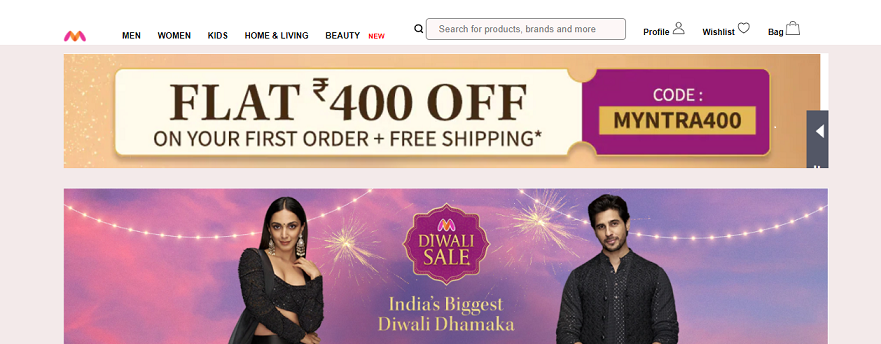 MEN WOMEN KIDS HOME & LIVING BEAUTY NEW Search for products, brands and more Profile Wishlist Bag
FLAT ₹400 OFF
ON YOUR FIRST ORDER + FREE SHIPPING*
CODE :
MYNTRA400
DIWALI
SALE
India's Biggest
Diwali Dhamaka